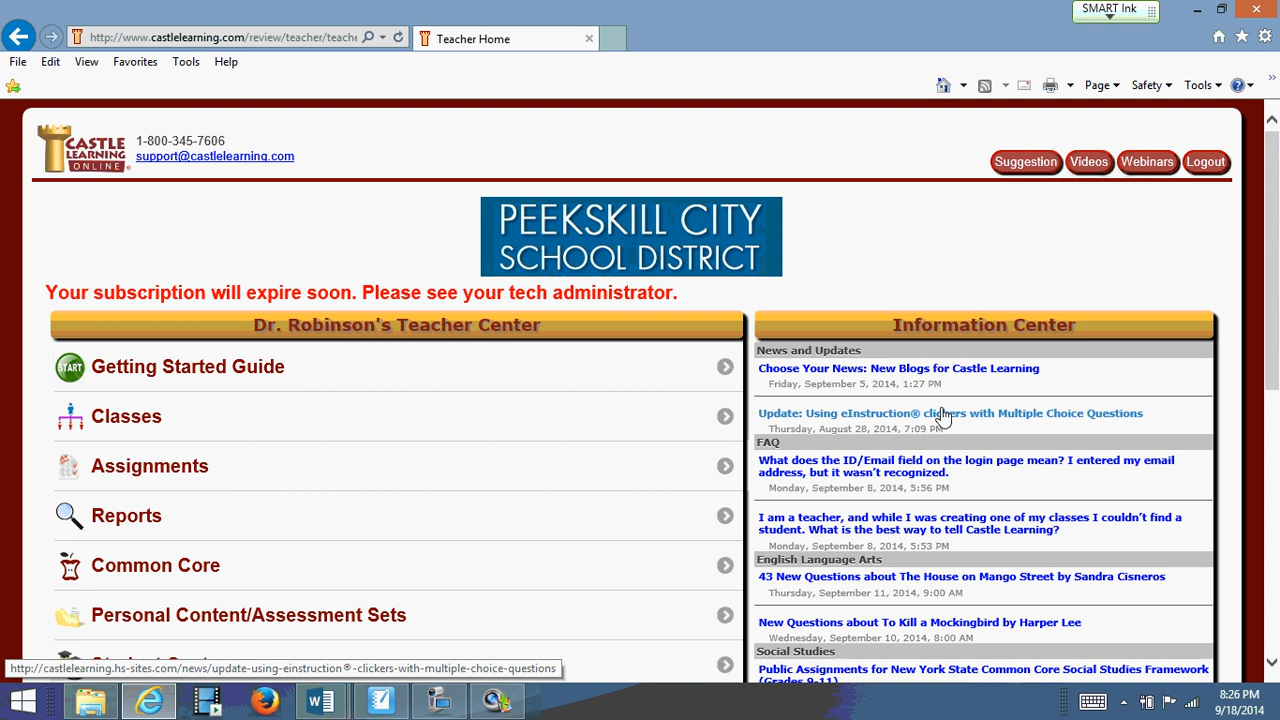 SMART Ink
http://www.castlelearning.com/review/teacher/teache
Teacher Home
File Edit View Favorites Tools Help
Page Safety Tools
CASTLE
LEARNING
ONLINE
1-800-345-7606
support@castlelearning.com
Suggestion Videos Webinars Logout
PEEKSKILL CITY
SCHOOL DISTRICT
Your subscription will expire soon. Please see your tech administrator.
Dr. Robinson's Teacher Center
START Getting Started Guide
Classes
Assignments
Reports
Common Core
Personal Content/Assessment Sets
Information Center
News and Updates
Choose Your News: New Blogs for Castle Learning
Friday, September 5, 2014, 1:27 PM
Update: Using eInstruction® clickers with Multiple Choice Questions
Thursday, August 28, 2014, 7:09 PM
FAQ
What does the ID/Email field on the login page mean? I entered my email
address, but it wasn't recognized.
Monday, September 8, 2014, 5:56 PM
I am a teacher, and while I was creating one of my classes I couldn't find a
student. What is the best way to tell Castle Learning?
Monday, September 8, 2014, 5:53 PM
English Language Arts
43 New Questions about The House on Mango Street by Sandra Cisneros
Thursday, September 11, 2014, 9:00 AM
New Questions about To Kill a Mockingbird by Harper Lee
Wednesday, September 10, 2014, 8:00 AM
Social Studies
Public Assignments for New York State Common Core Social Studies Framework
(Grades 9-11)
http://castlelearning.hs-sites.com/news/update-using-einstruction®-clickers-with-multiple-choice-questions
8:26 PM
9/18/2014